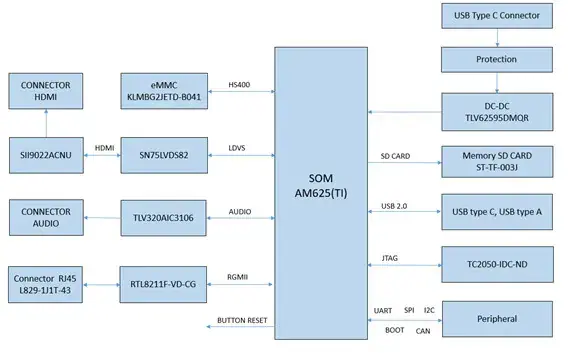 USB Type C Connector
Protection
DC-DC
TLV62595DMQR
CONNECTOR
HDMI
eMMC
KLMBG2JETD-B041
HS400
SII9022ACNU
HDMI
SN75LVDS82
LDVS
SOM
AM625(TI)
SD CARD
Memory SD CARD
ST-TF-003J
CONNECTOR
AUDIO
TLV320AIC3106
AUDIO
USB 2.0
USB type C, USB type A
JTAG
TC2050-IDC-ND
Connector RJ45
L829-1J1T-43
RTL8211F-VD-CG
RGMII
BUTTON RESET
UART SPI I2C
BOOT CAN
Peripheral